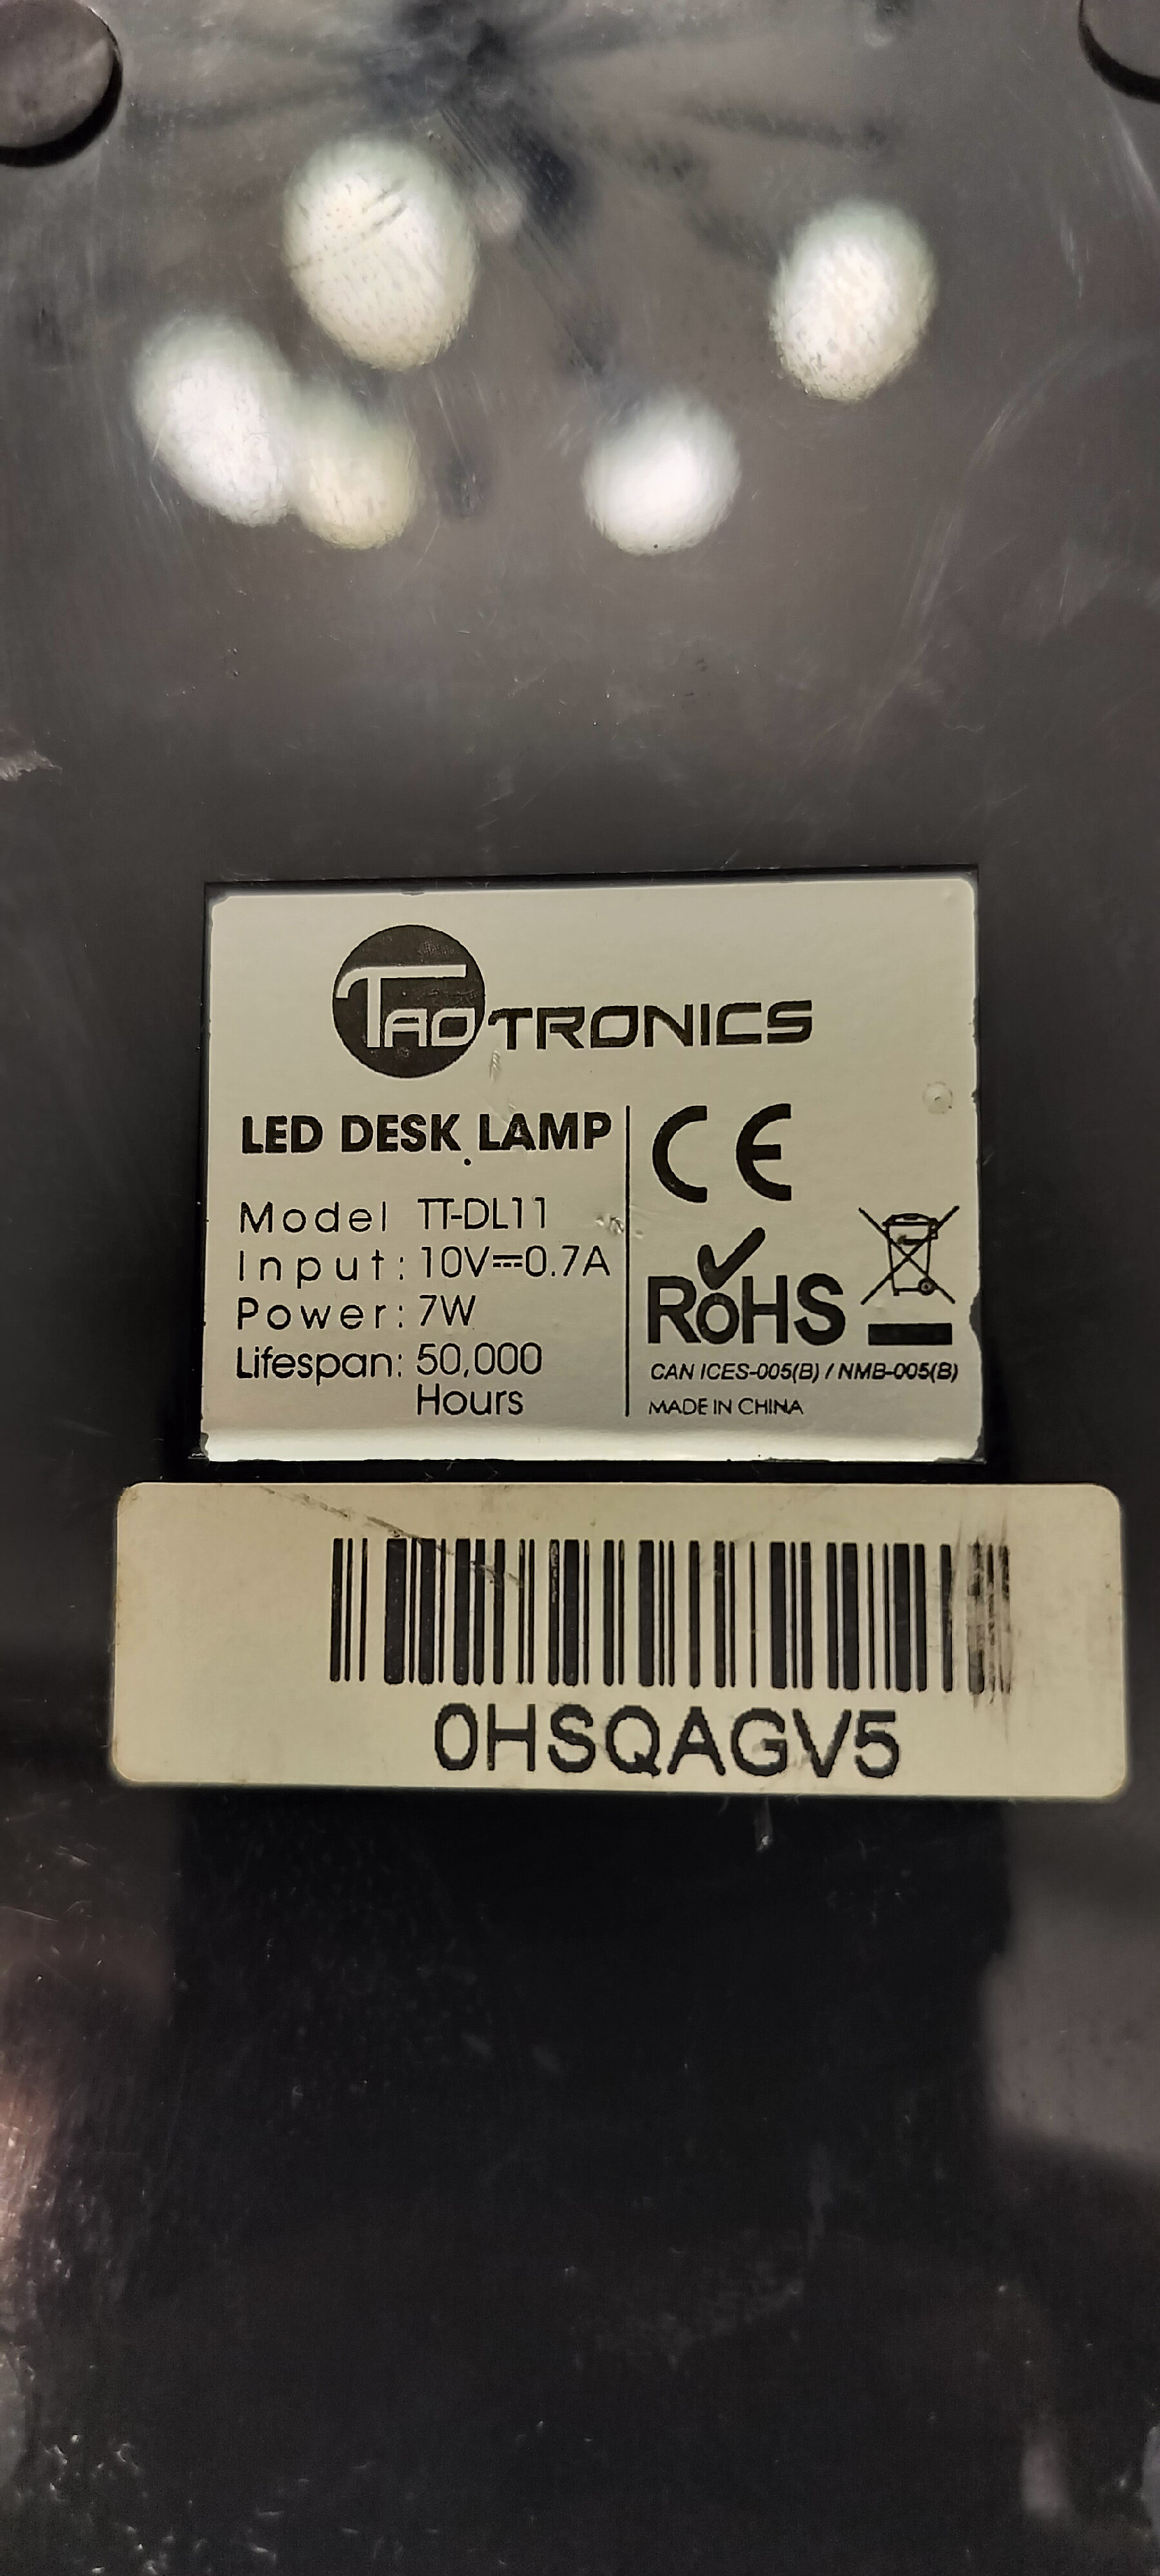 TAOTRONICS
LED DESK LAMP
Model TT-DL11
Input: 10V⎓0.7A
Power: 7W
Lifespan: 50,000
Hours
CE
RoHS
CAN ICES-005(B) / NMB-005(B)
MADE IN CHINA
0HSQAGV5